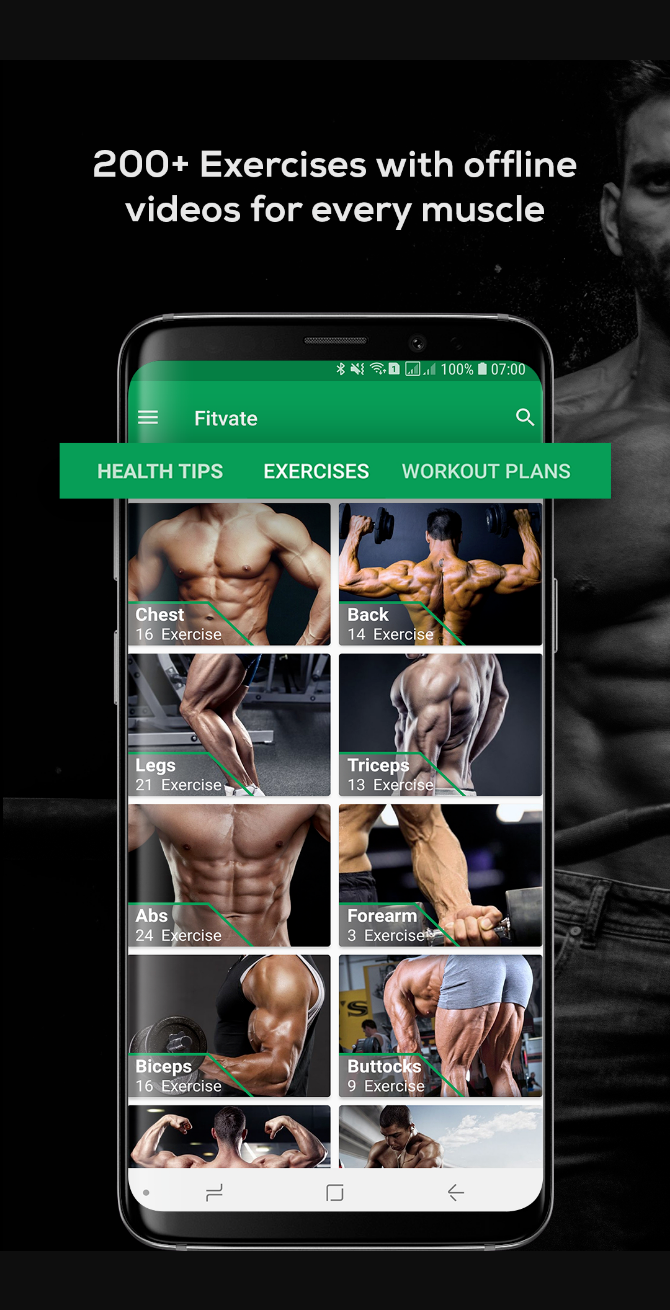 200+ Exercises with offline
videos for every muscle
1 100% 07:00
Fitvate
HEALTH TIPS EXERCISES WORKOUT PLANS
Chest
16 Exercise
Back
14 Exercise
Legs
21 Exercise
Triceps
13 Exercise
Abs
24 Exercise
Forearm
3 Exercise
Biceps
16 Exercise
Buttocks
9 Exercise